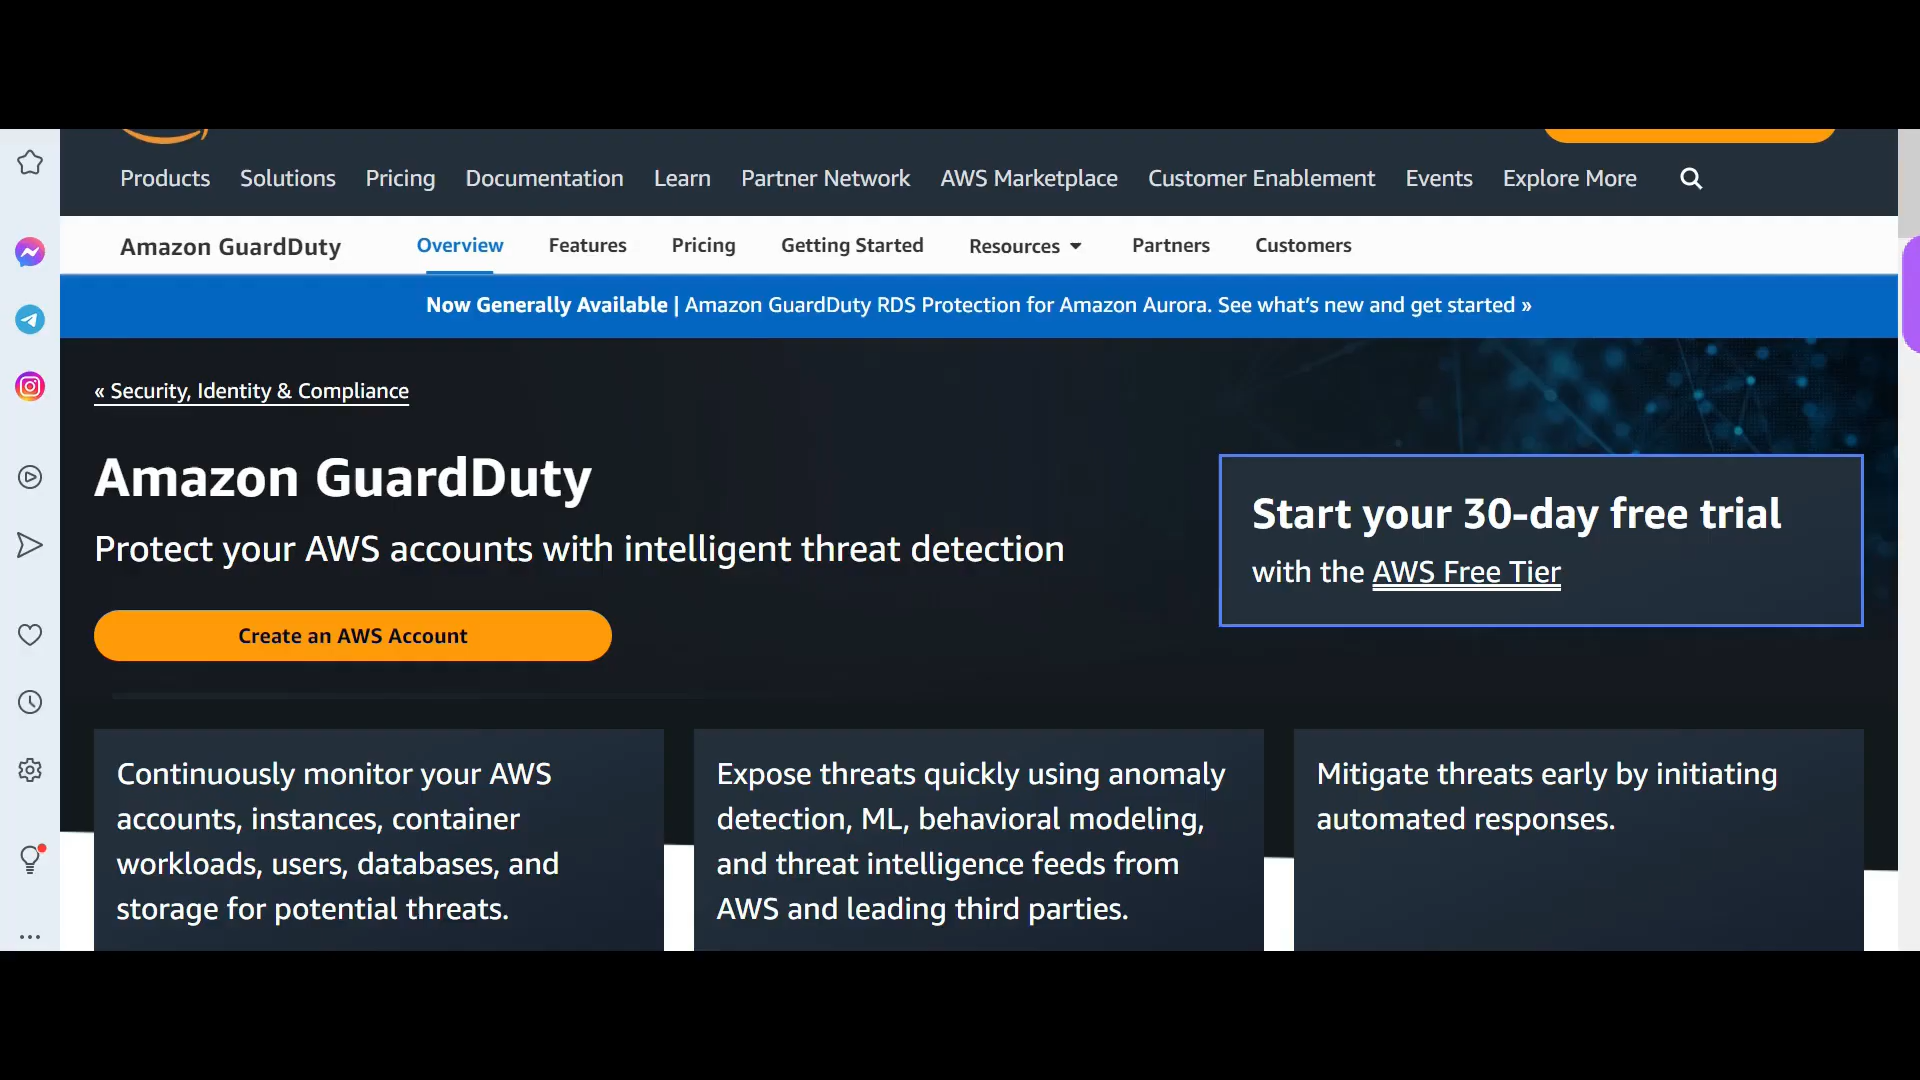 Products Solutions Pricing Documentation Learn Partner Network AWS Marketplace Customer Enablement Events Explore More
Amazon GuardDuty Overview Features Pricing Getting Started Resources Partners Customers
Now Generally Available | Amazon GuardDuty RDS Protection for Amazon Aurora. See what’s new and get started »
« Security, Identity & Compliance
Amazon GuardDuty
Protect your AWS accounts with intelligent threat detection
Create an AWS Account
Start your 30-day free trial
with the AWS Free Tier
Continuously monitor your AWS
accounts, instances, container
workloads, users, databases, and
storage for potential threats.
Expose threats quickly using anomaly
detection, ML, behavioral modeling,
and threat intelligence feeds from
AWS and leading third parties.
Mitigate threats early by initiating
automated responses.